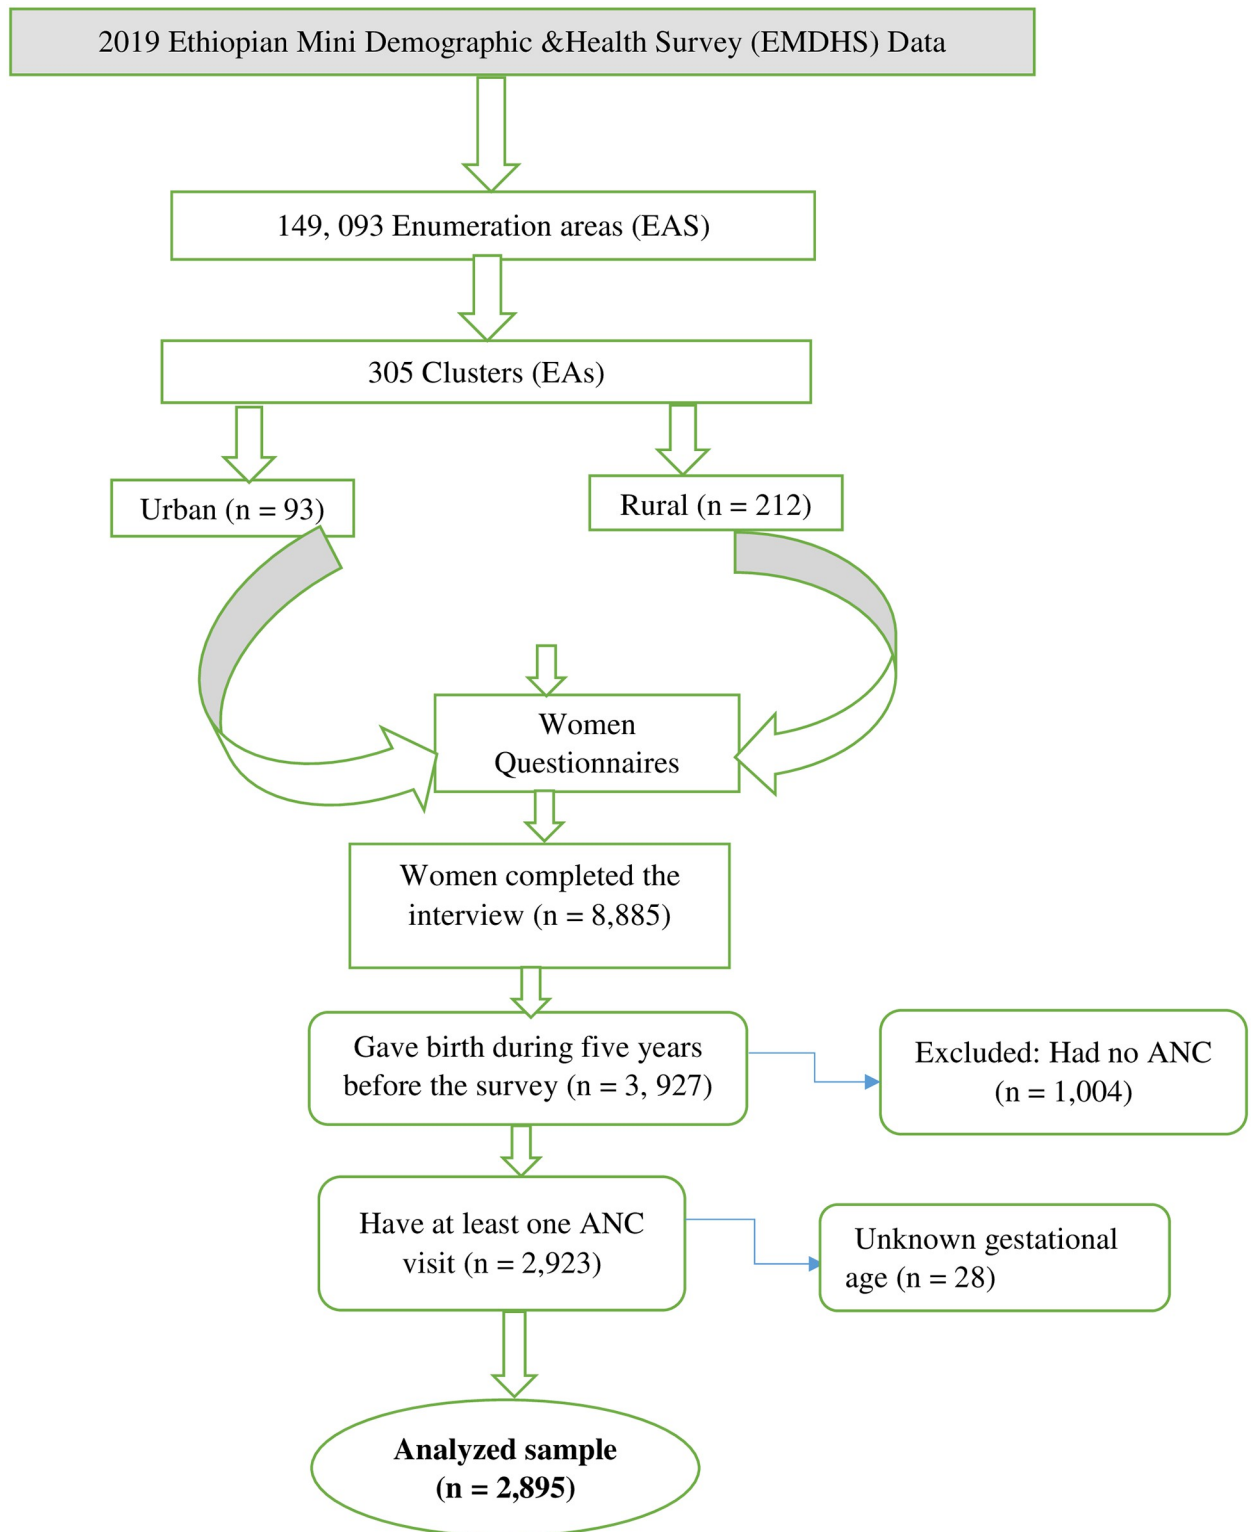 2019 Ethiopian Mini Demographic &Health Survey (EMDHS) Data
149, 093 Enumeration areas (EAS)
305 Clusters (EAs)
Urban (n = 93)
Rural (n = 212)
Women
Questionnaires
Women completed the
interview (n = 8,885)
Gave birth during five years
before the survey (n = 3, 927)
Excluded: Had no ANC
(n = 1,004)
Have at least one ANC
visit (n = 2,923)
Unknown gestational
age (n = 28)
Analyzed sample
(n = 2,895)